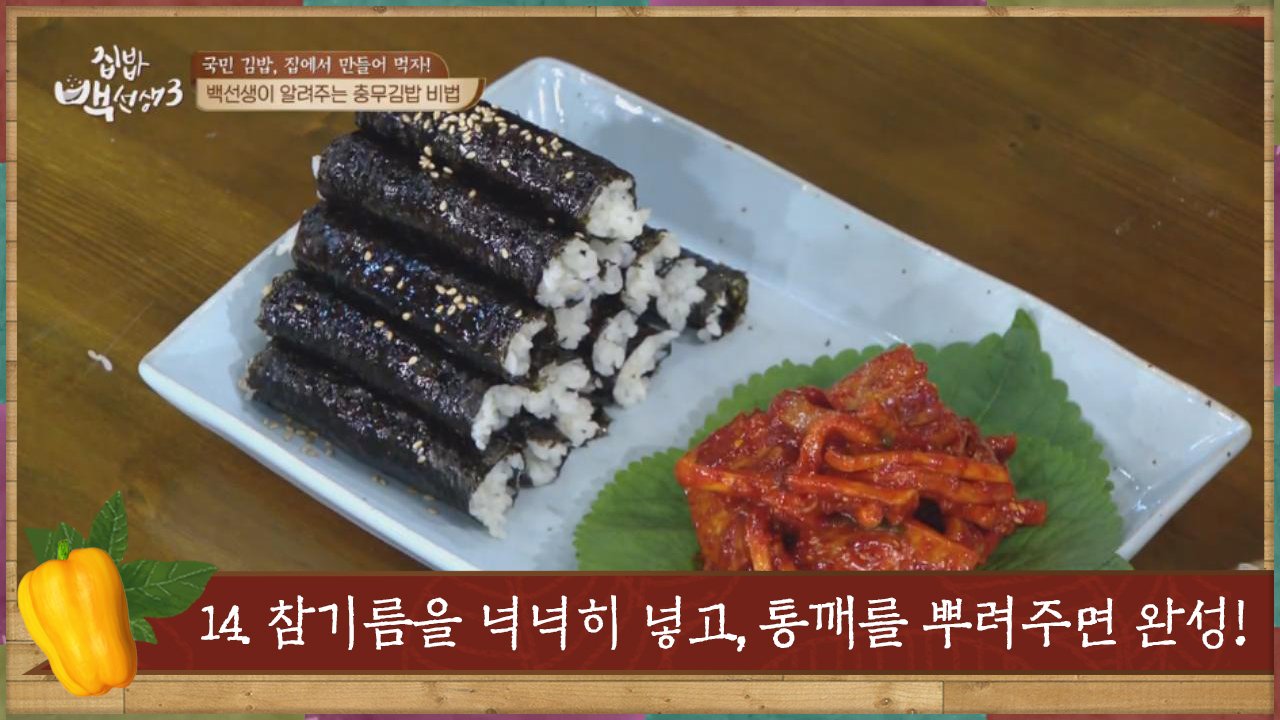 집밥
백선생3
국민 김밥, 집에서 만들어 먹자!
백선생이 알려주는 충무김밥 비법
14. 참기름을 넉넉히 넣고, 통깨를 뿌려주면 완성!